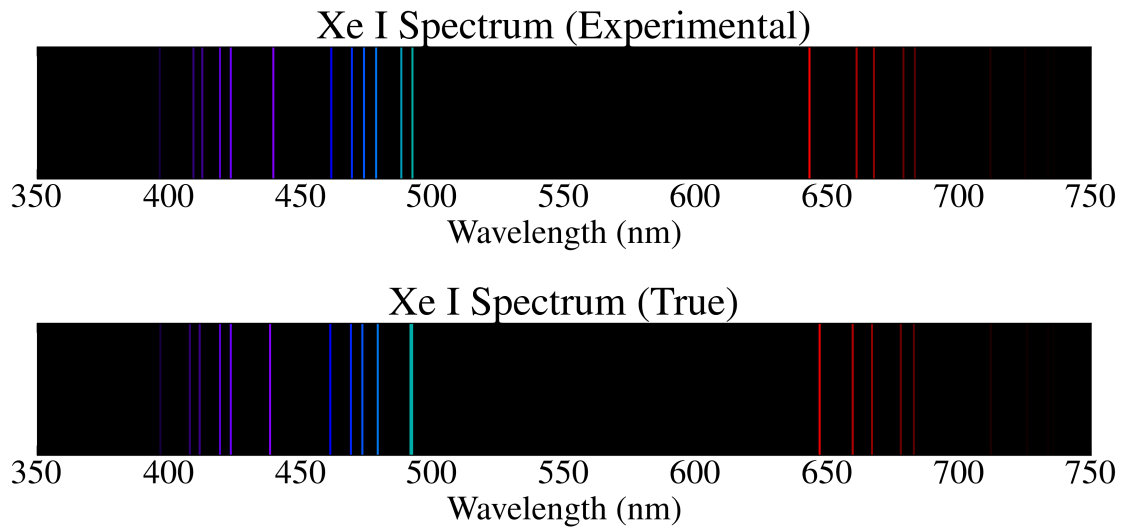 Xe I Spectrum (Experimental)
350 400 450 500 550 600 650 700 750
Wavelength (nm)
Xe I Spectrum (True)
350 400 450 500 550 600 650 700 750
Wavelength (nm)